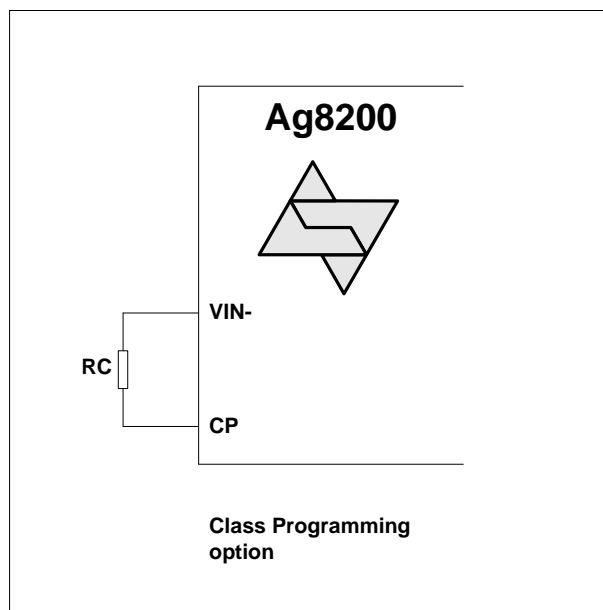 Ag8200
VIN-
RC
CP
Class Programming
option